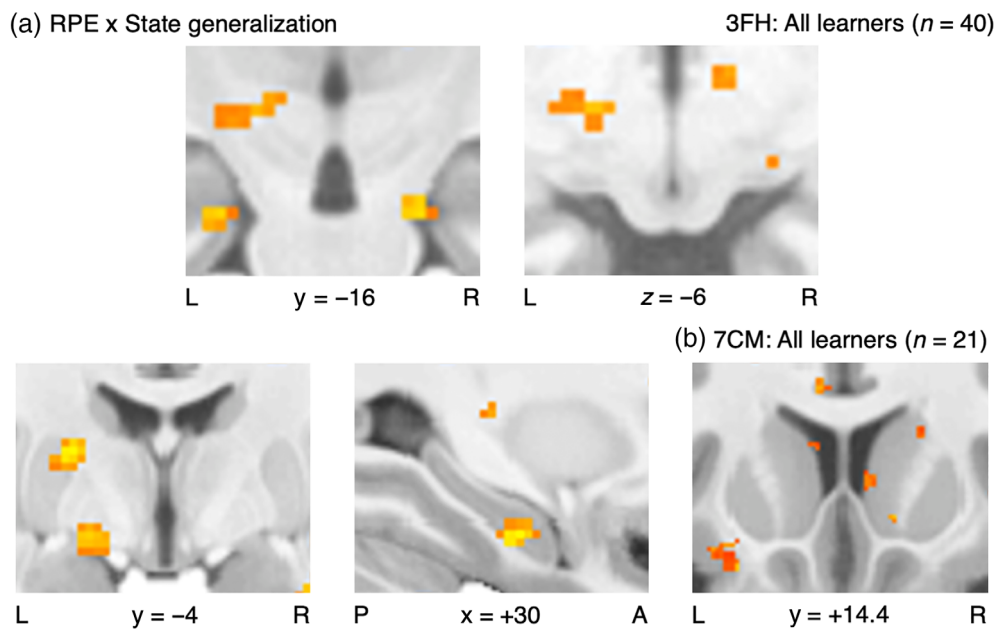 (a) RPE x State generalization
3FH: All learners (n = 40)
L y = −16 R
L z = −6 R
(b) 7CM: All learners (n = 21)
L y = −4 R
P x = +30 A
L y = +14.4 R